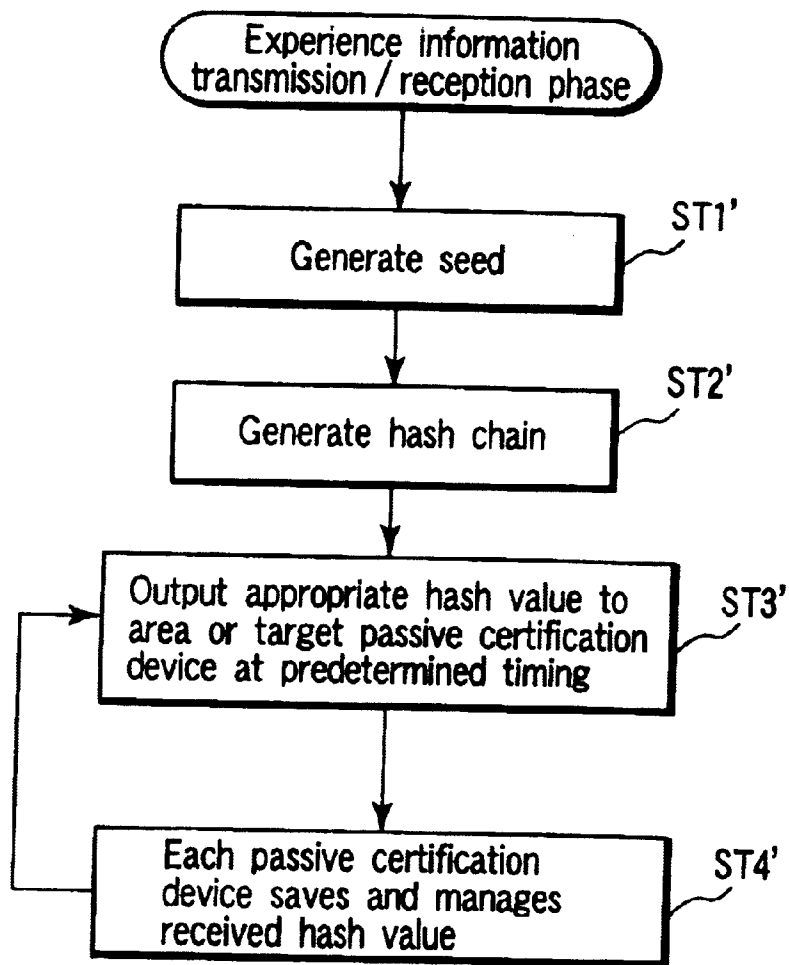 Experience information
transmission / reception phase
ST1'
Generate seed
ST2'
Generate hash chain
Output appropriate hash value to
area or target passive certification
device at predetermined timing
ST3'
Each passive certification
device saves and manages
received hash value
ST4'